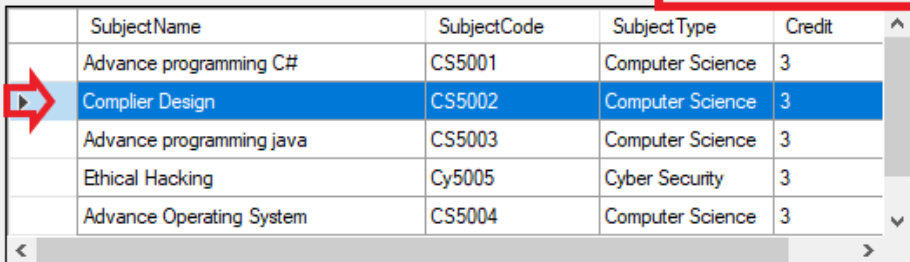 SubjectName SubjectCode SubjectType Credit
Advance programming C# CS5001 Computer Science 3
Complier Design CS5002 Computer Science 3
Advance programming java CS5003 Computer Science 3
Ethical Hacking Cy5005 Cyber Security 3
Advance Operating System CS5004 Computer Science 3